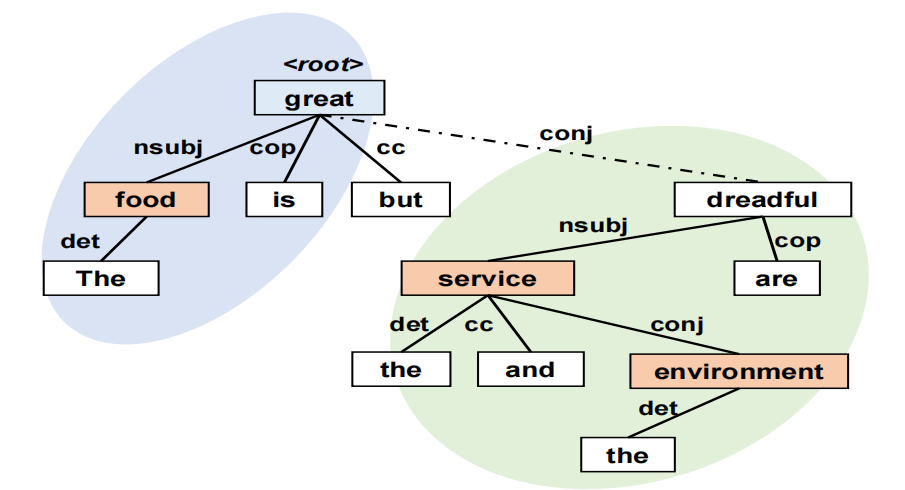 <root>
great
conj
nsubj cop cc
food is but dreadful
nsubj
det cop
The service are
det cc conj
the and environment
det
the